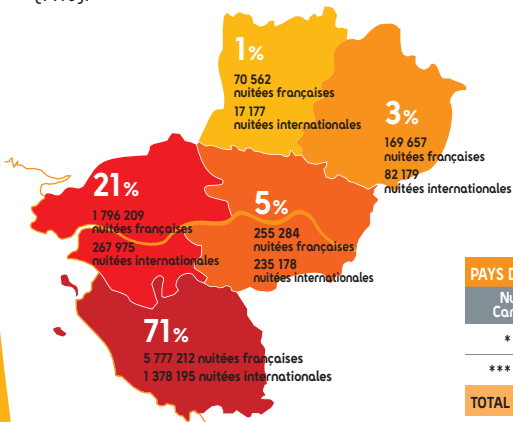 1%
70 562
nuitées françaises
17 177
nuitées internationales
3%
169 657
nuitées françaises
82 179
nuitées internationales
21%
1 796 209
nuitées françaises
267 975
nuitées internationales
5%
255 284
nuitées françaises
235 178
nuitées internationales
71%
5 777 212 nuitées françaises
1 378 195 nuitées internationales
PAYS D
Nu
Car
*
***
TOTAL